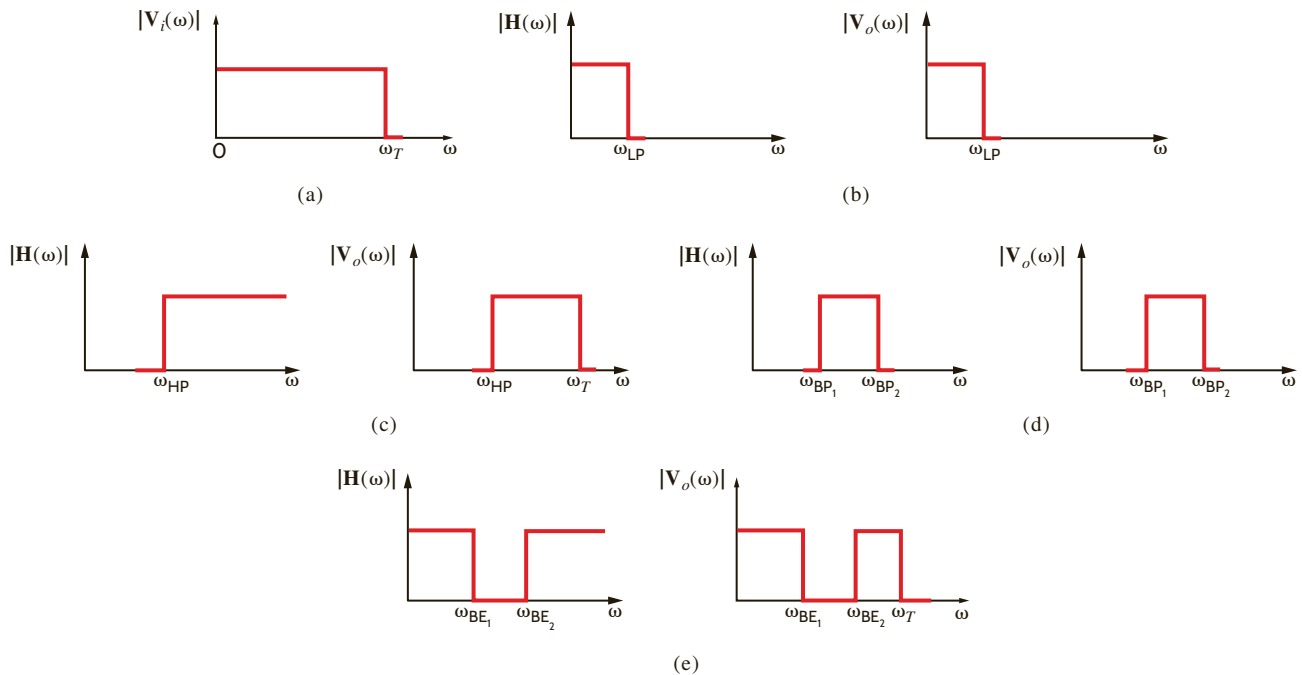 |V_i(ω)|
|H(ω)|
|V_o(ω)|
O
ω_T
ω
ω_LP
ω
ω_LP
ω
(a)
(b)
|H(ω)|
|V_o(ω)|
|H(ω)|
|V_o(ω)|
ω_HP
ω
ω_HP
ω_T
ω
ω_BP₁
ω_BP₂
ω
ω_BP₁
ω_BP₂
ω
(c)
(d)
|H(ω)|
|V_o(ω)|
ω_BE₁
ω_BE₂
ω
ω_BE₁
ω_BE₂
ω_T
ω
(e)